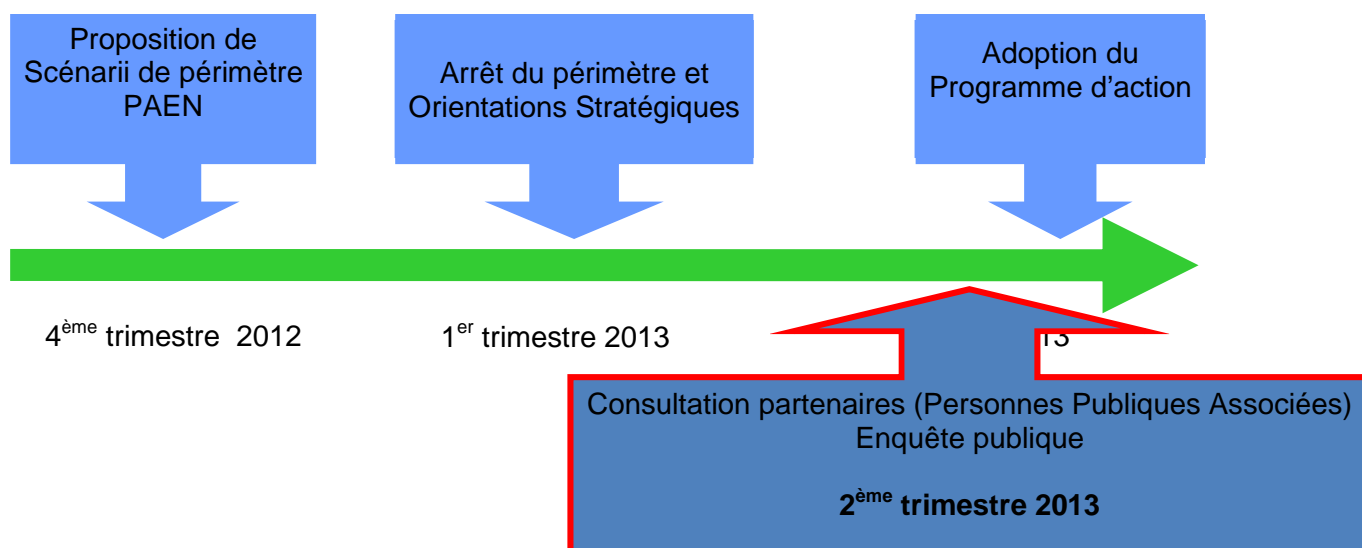 Proposition de
Scénarii de périmètre
PAEN
Arrêt du périmètre et
Orientations Stratégiques
Adoption du
Programme d’action
4ème trimestre 2012
1er trimestre 2013
13
Consultation partenaires (Personnes Publiques Associées)
Enquête publique
2ème trimestre 2013